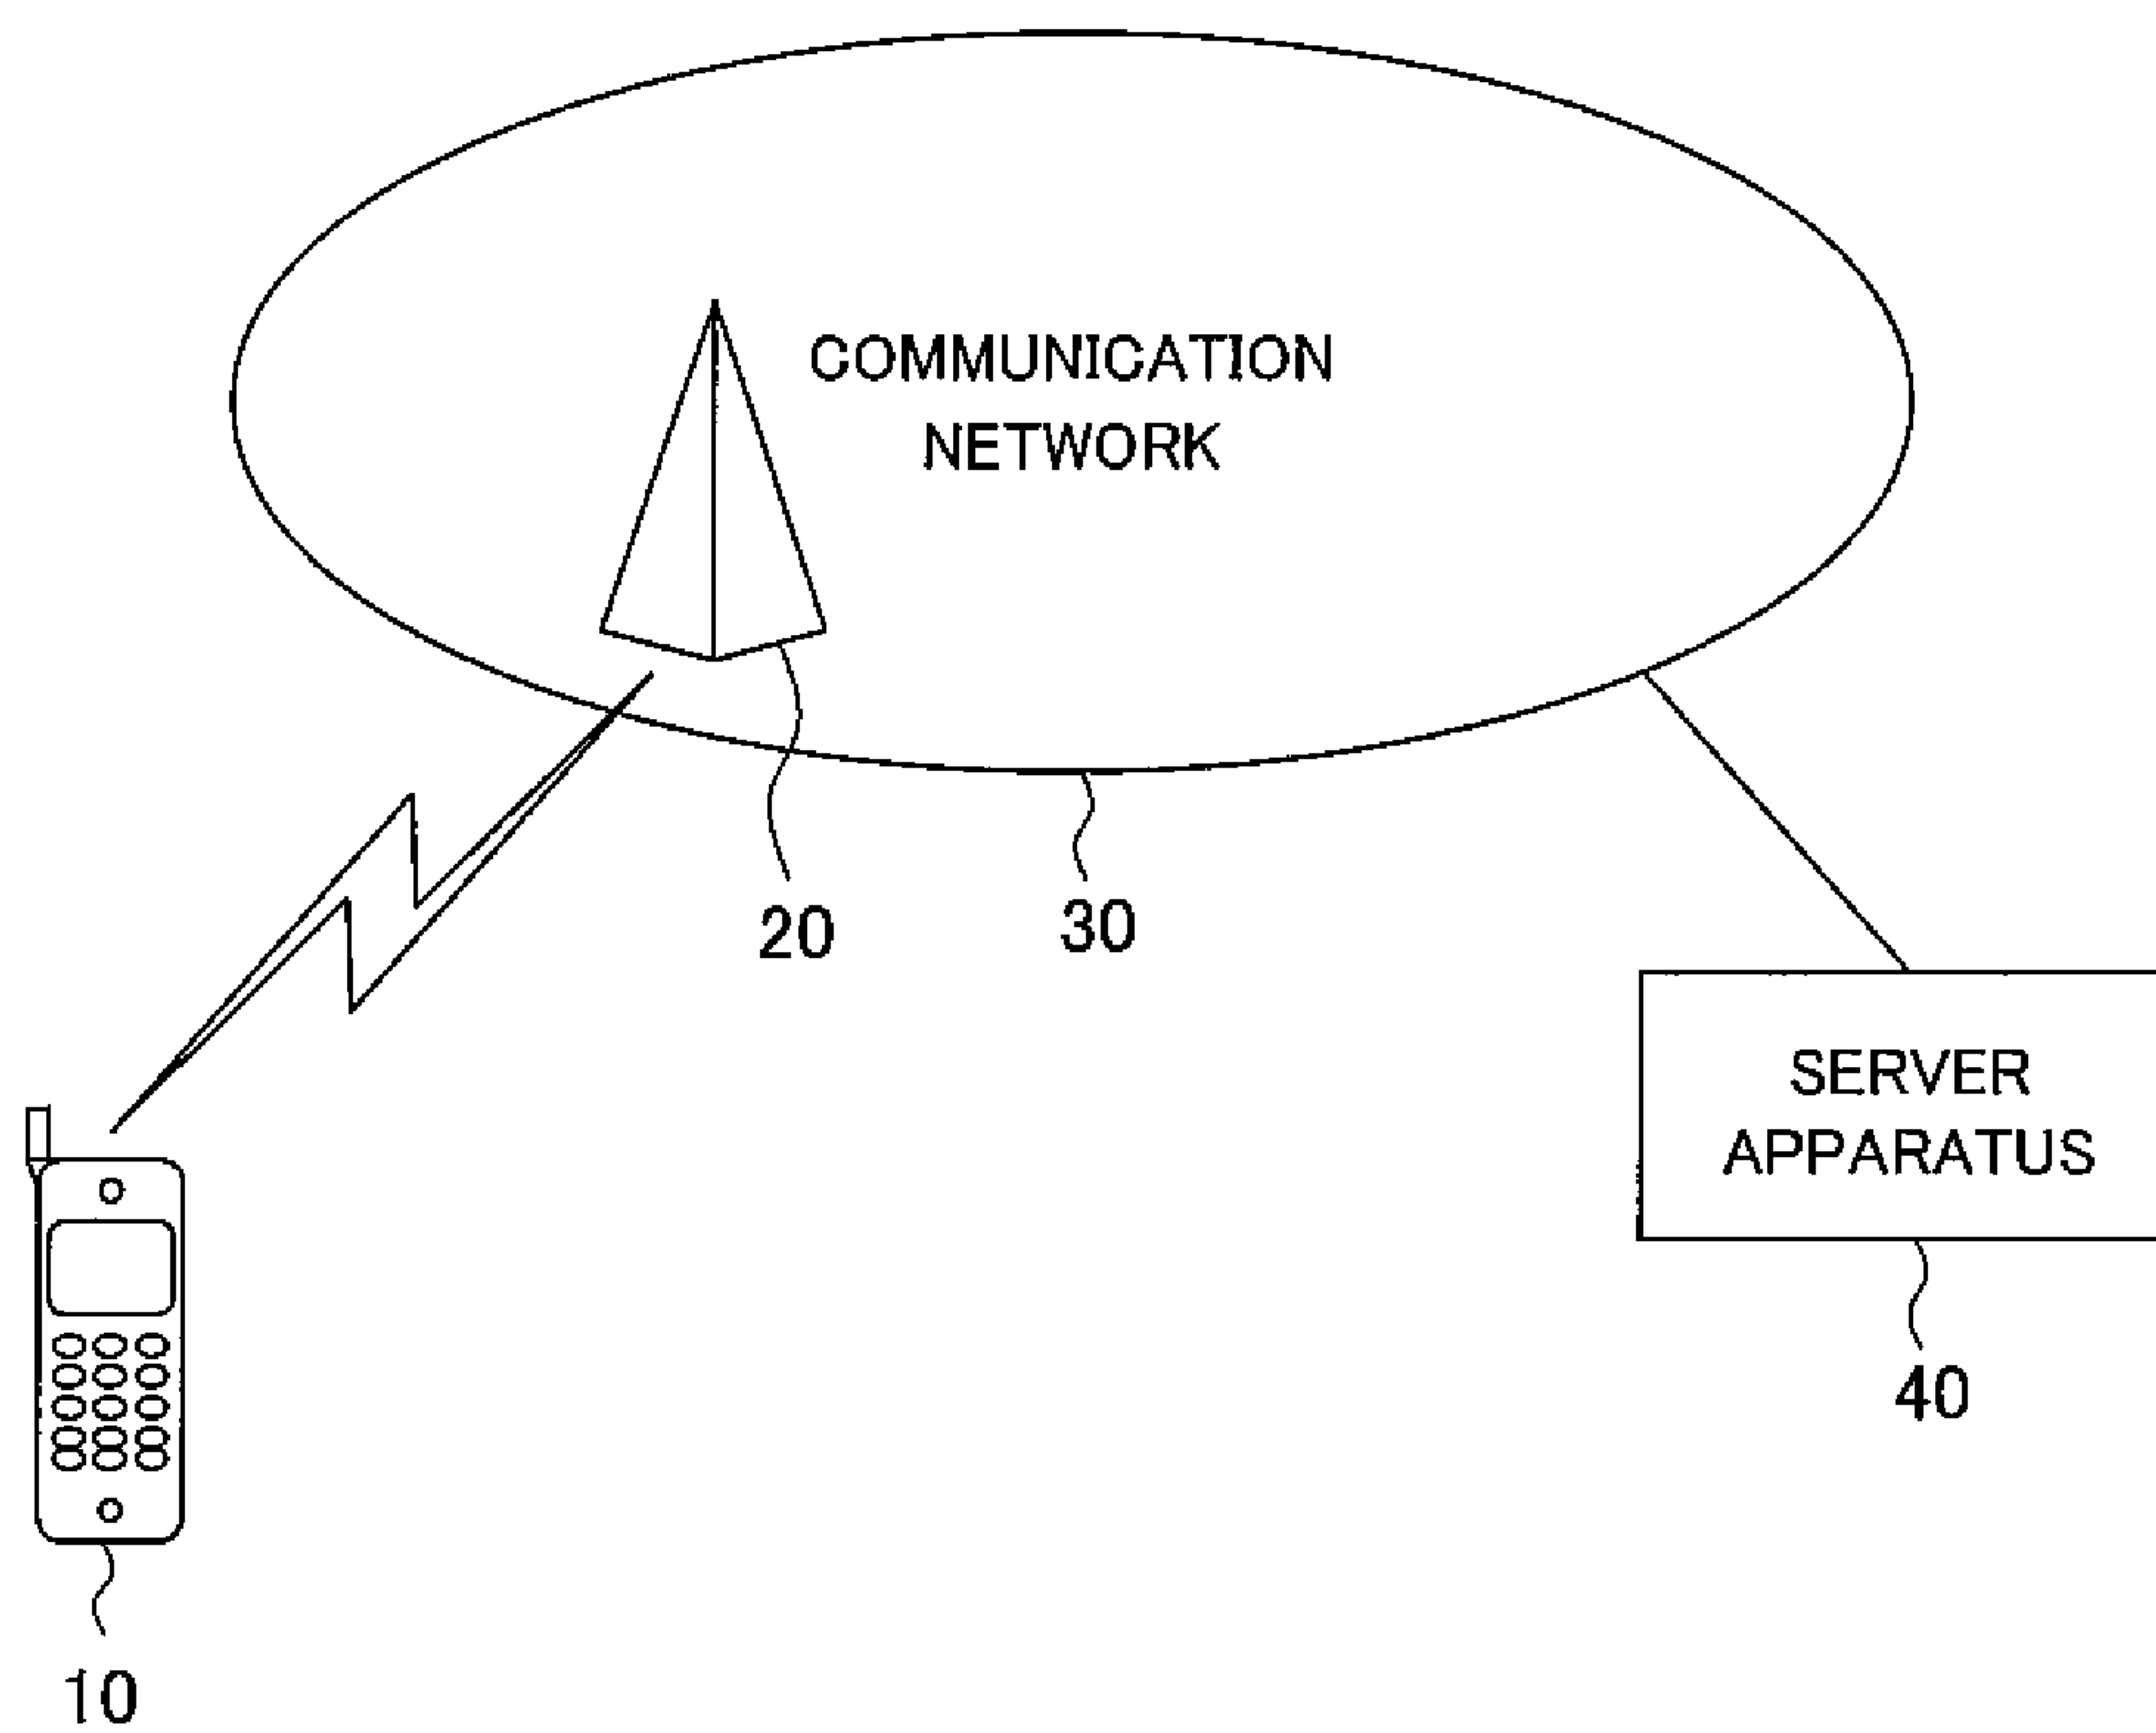 COMMUNICATION
NETWORK
20
30
SERVER
APPARATUS
40
10